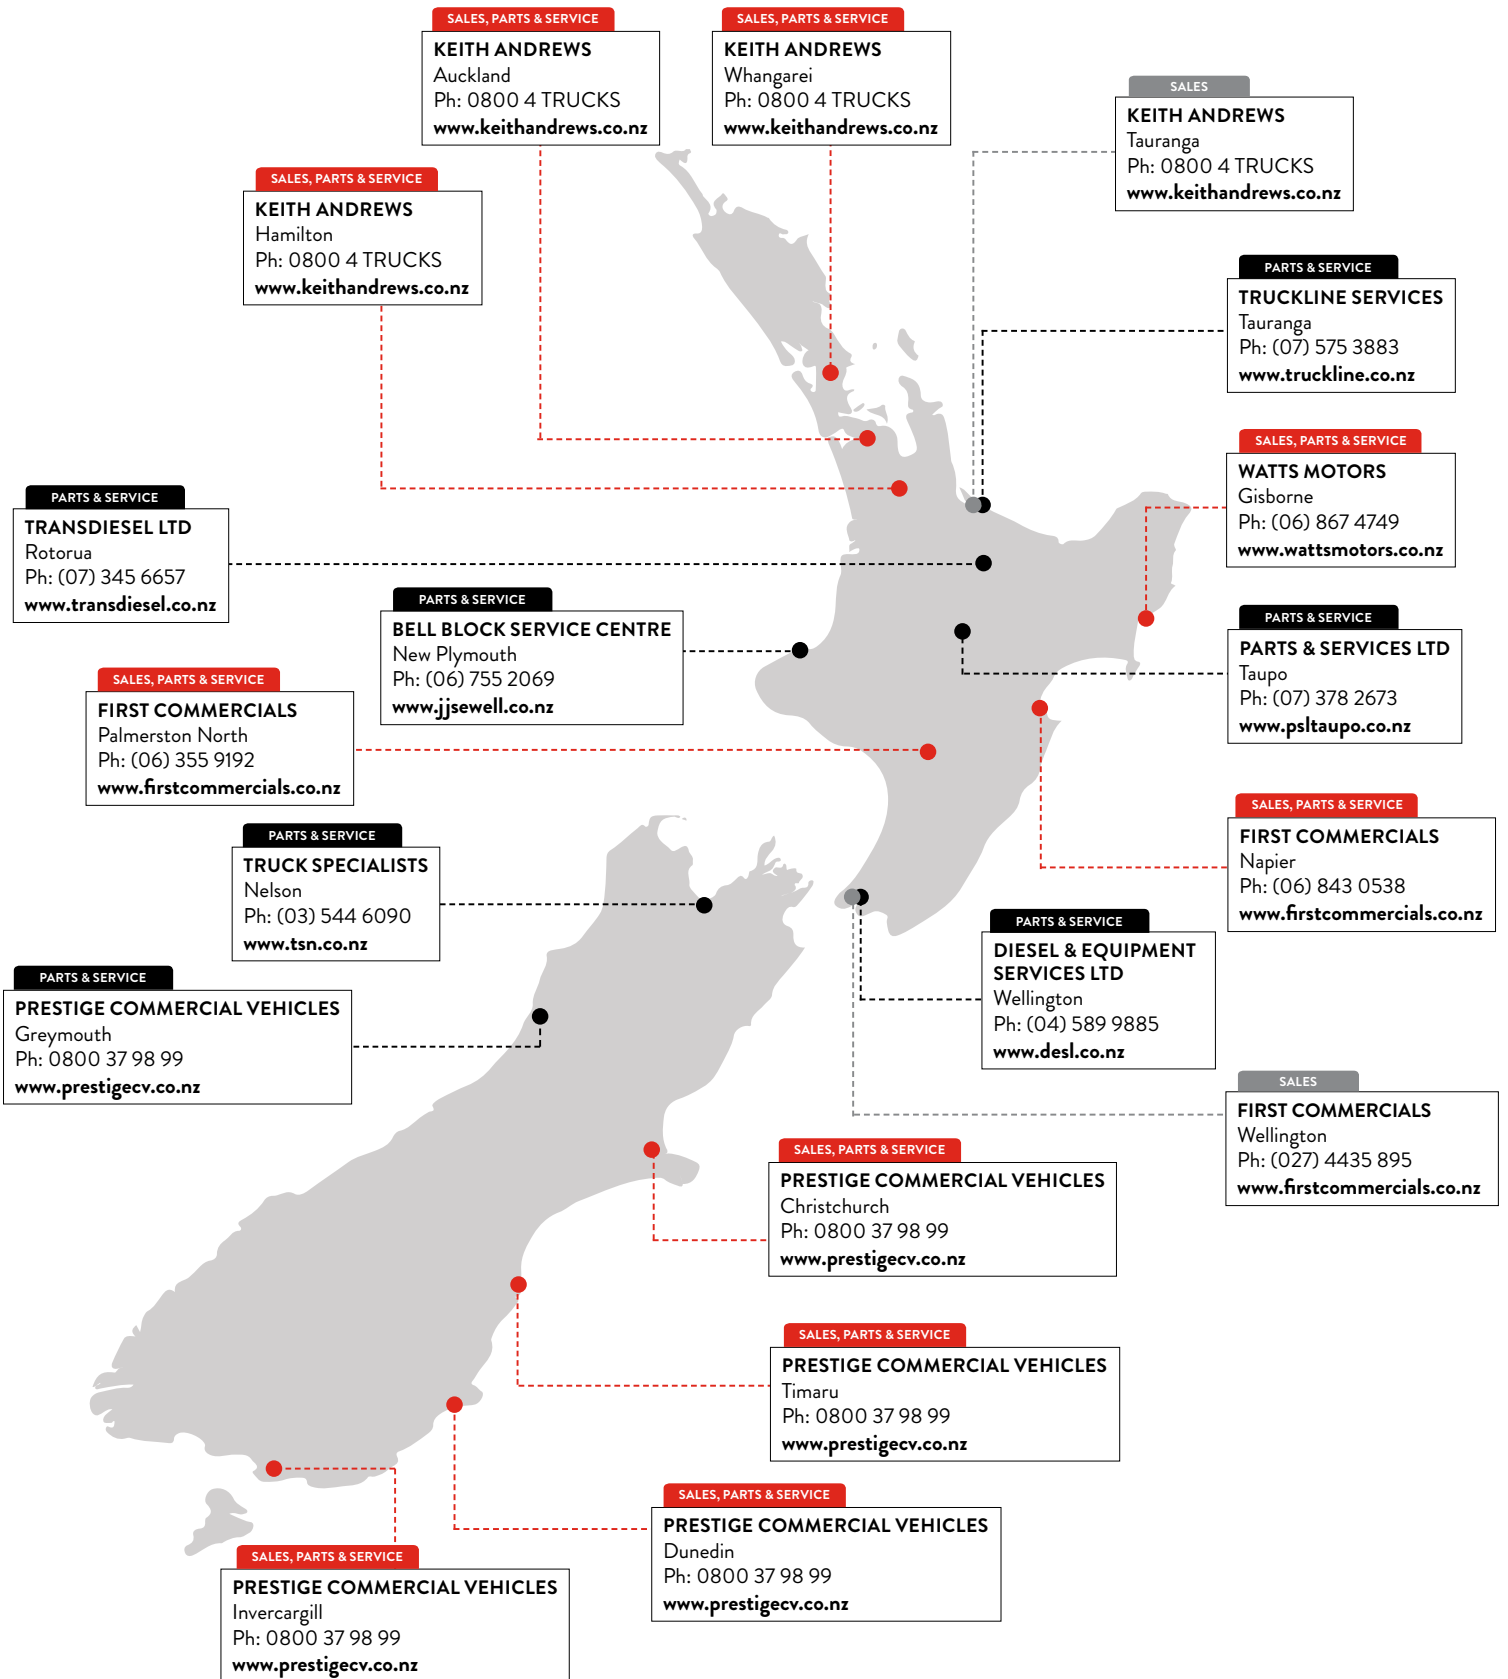 SALES, PARTS & SERVICE
KEITH ANDREWS
Auckland
Ph: 0800 4 TRUCKS
www.keithandrews.co.nz
SALES, PARTS & SERVICE
KEITH ANDREWS
Whangarei
Ph: 0800 4 TRUCKS
www.keithandrews.co.nz
SALES
KEITH ANDREWS
Tauranga
Ph: 0800 4 TRUCKS
www.keithandrews.co.nz
SALES, PARTS & SERVICE
KEITH ANDREWS
Hamilton
Ph: 0800 4 TRUCKS
www.keithandrews.co.nz
PARTS & SERVICE
TRUCKLINE SERVICES
Tauranga
Ph: (07) 575 3883
www.truckline.co.nz
SALES, PARTS & SERVICE
WATTS MOTORS
Gisborne
Ph: (06) 867 4749
www.wattsmotors.co.nz
PARTS & SERVICE
TRANSDIESEL LTD
Rotorua
Ph: (07) 345 6657
www.transdiesel.co.nz
PARTS & SERVICE
BELL BLOCK SERVICE CENTRE
New Plymouth
Ph: (06) 755 2069
www.jjsewell.co.nz
PARTS & SERVICE
PARTS & SERVICES LTD
Taupo
Ph: (07) 378 2673
www.psltaupo.co.nz
SALES, PARTS & SERVICE
FIRST COMMERCIALS
Palmerston North
Ph: (06) 355 9192
www.firstcommercials.co.nz
SALES, PARTS & SERVICE
FIRST COMMERCIALS
Napier
Ph: (06) 843 0538
www.firstcommercials.co.nz
PARTS & SERVICE
TRUCK SPECIALISTS
Nelson
Ph: (03) 544 6090
www.tsn.co.nz
PARTS & SERVICE
DIESEL & EQUIPMENT
SERVICES LTD
Wellington
Ph: (04) 589 9885
www.desl.co.nz
PARTS & SERVICE
PRESTIGE COMMERCIAL VEHICLES
Greymouth
Ph: 0800 37 98 99
www.prestigecv.co.nz
SALES
FIRST COMMERCIALS
Wellington
Ph: (027) 4435 895
www.firstcommercials.co.nz
SALES, PARTS & SERVICE
PRESTIGE COMMERCIAL VEHICLES
Christchurch
Ph: 0800 37 98 99
www.prestigecv.co.nz
SALES, PARTS & SERVICE
PRESTIGE COMMERCIAL VEHICLES
Timaru
Ph: 0800 37 98 99
www.prestigecv.co.nz
SALES, PARTS & SERVICE
PRESTIGE COMMERCIAL VEHICLES
Dunedin
Ph: 0800 37 98 99
www.prestigecv.co.nz
SALES, PARTS & SERVICE
PRESTIGE COMMERCIAL VEHICLES
Invercargill
Ph: 0800 37 98 99
www.prestigecv.co.nz